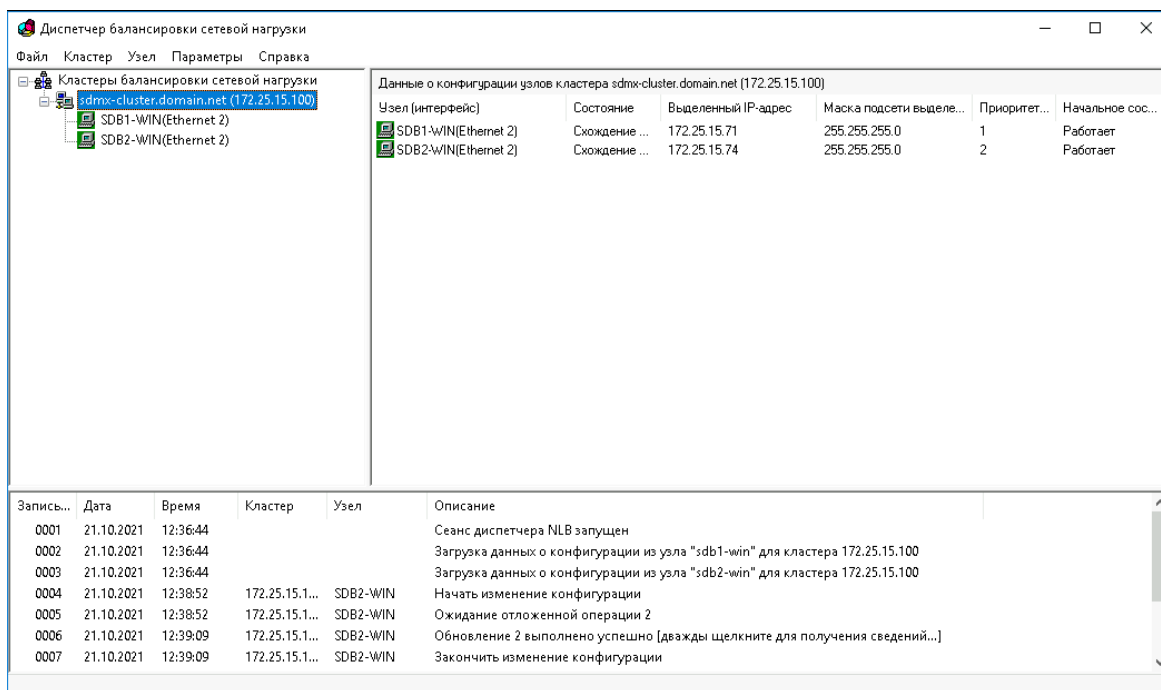 Диспетчер балансировки сетевой нагрузки
Файл Кластер Узел Параметры Справка
Кластеры балансировки сетевой нагрузки
sdmx-cluster.domain.net (172.25.15.100)
SDB1-WIN(Ethernet 2)
SDB2-WIN(Ethernet 2)
Данные о конфигурации узлов кластера sdmx-cluster.domain.net (172.25.15.100)
Узел (интерфейс) Состояние Выделенный IP-адрес Маска подсети выделе... Приоритет... Начальное сос...
SDB1-WIN(Ethernet 2) Схождение ... 172.25.15.71 255.255.255.0 1 Работает
SDB2-WIN(Ethernet 2) Схождение ... 172.25.15.74 255.255.255.0 2 Работает
Запись... Дата Время Кластер Узел Описание
0001 21.10.2021 12:36:44 Сеанс диспетчера NLB запущен
0002 21.10.2021 12:36:44 Загрузка данных о конфигурации из узла "sdb1-win" для кластера 172.25.15.100
0003 21.10.2021 12:36:44 Загрузка данных о конфигурации из узла "sdb2-win" для кластера 172.25.15.100
0004 21.10.2021 12:38:52 172.25.15.1... SDB2-WIN Начать изменение конфигурации
0005 21.10.2021 12:38:52 172.25.15.1... SDB2-WIN Ожидание отложенной операции 2
0006 21.10.2021 12:39:09 172.25.15.1... SDB2-WIN Обновление 2 выполнено успешно [дважды щелкните для получения сведений...]
0007 21.10.2021 12:39:09 172.25.15.1... SDB2-WIN Закончить изменение конфигурации